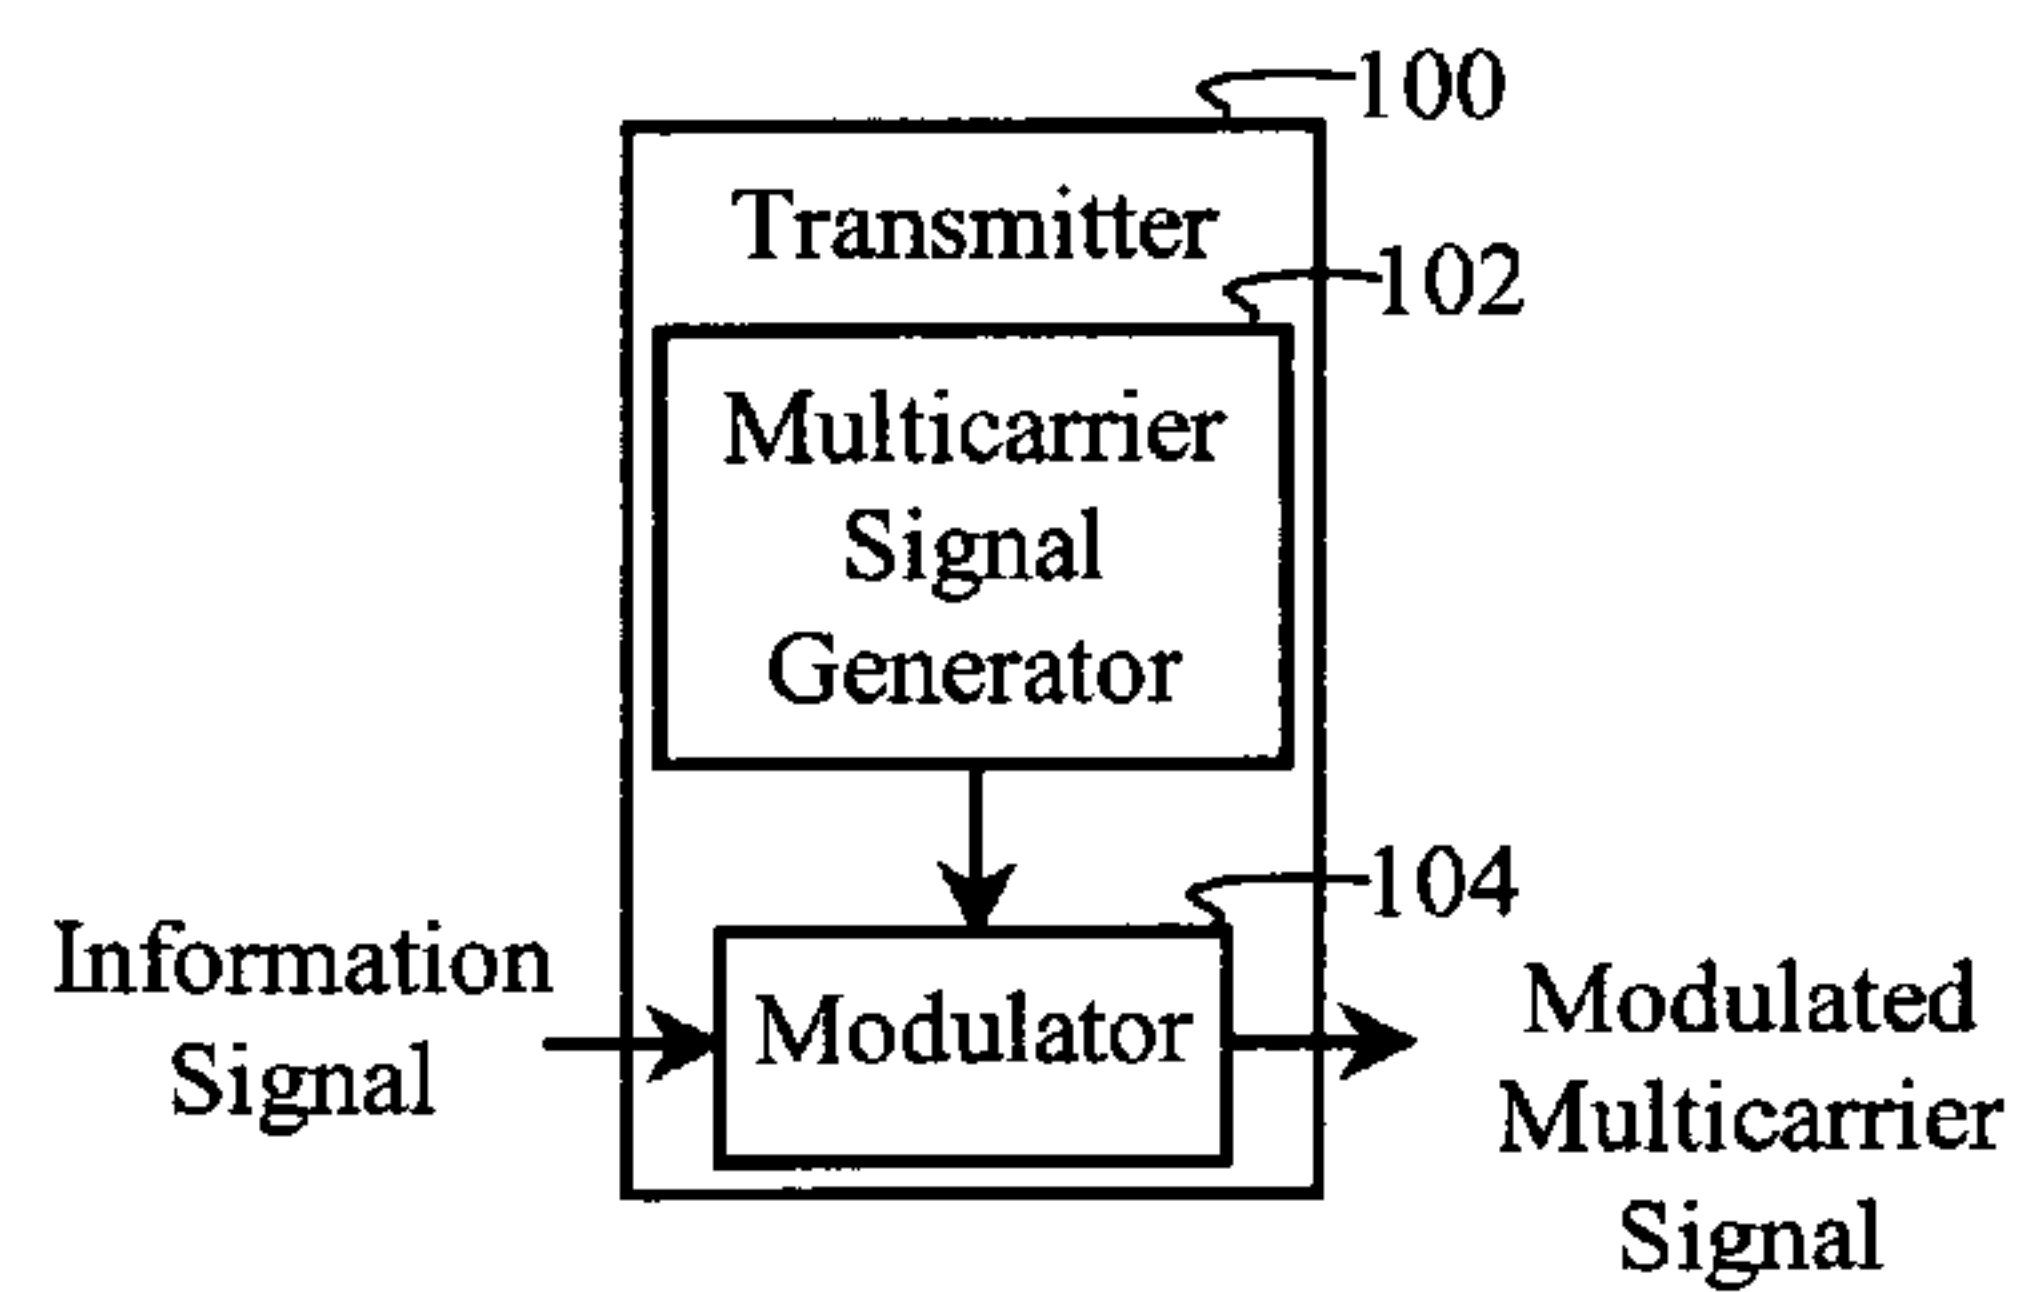 100
Transmitter
102
Multicarrier
Signal
Generator
104
Information
Signal
Modulator
Modulated
Multicarrier
Signal